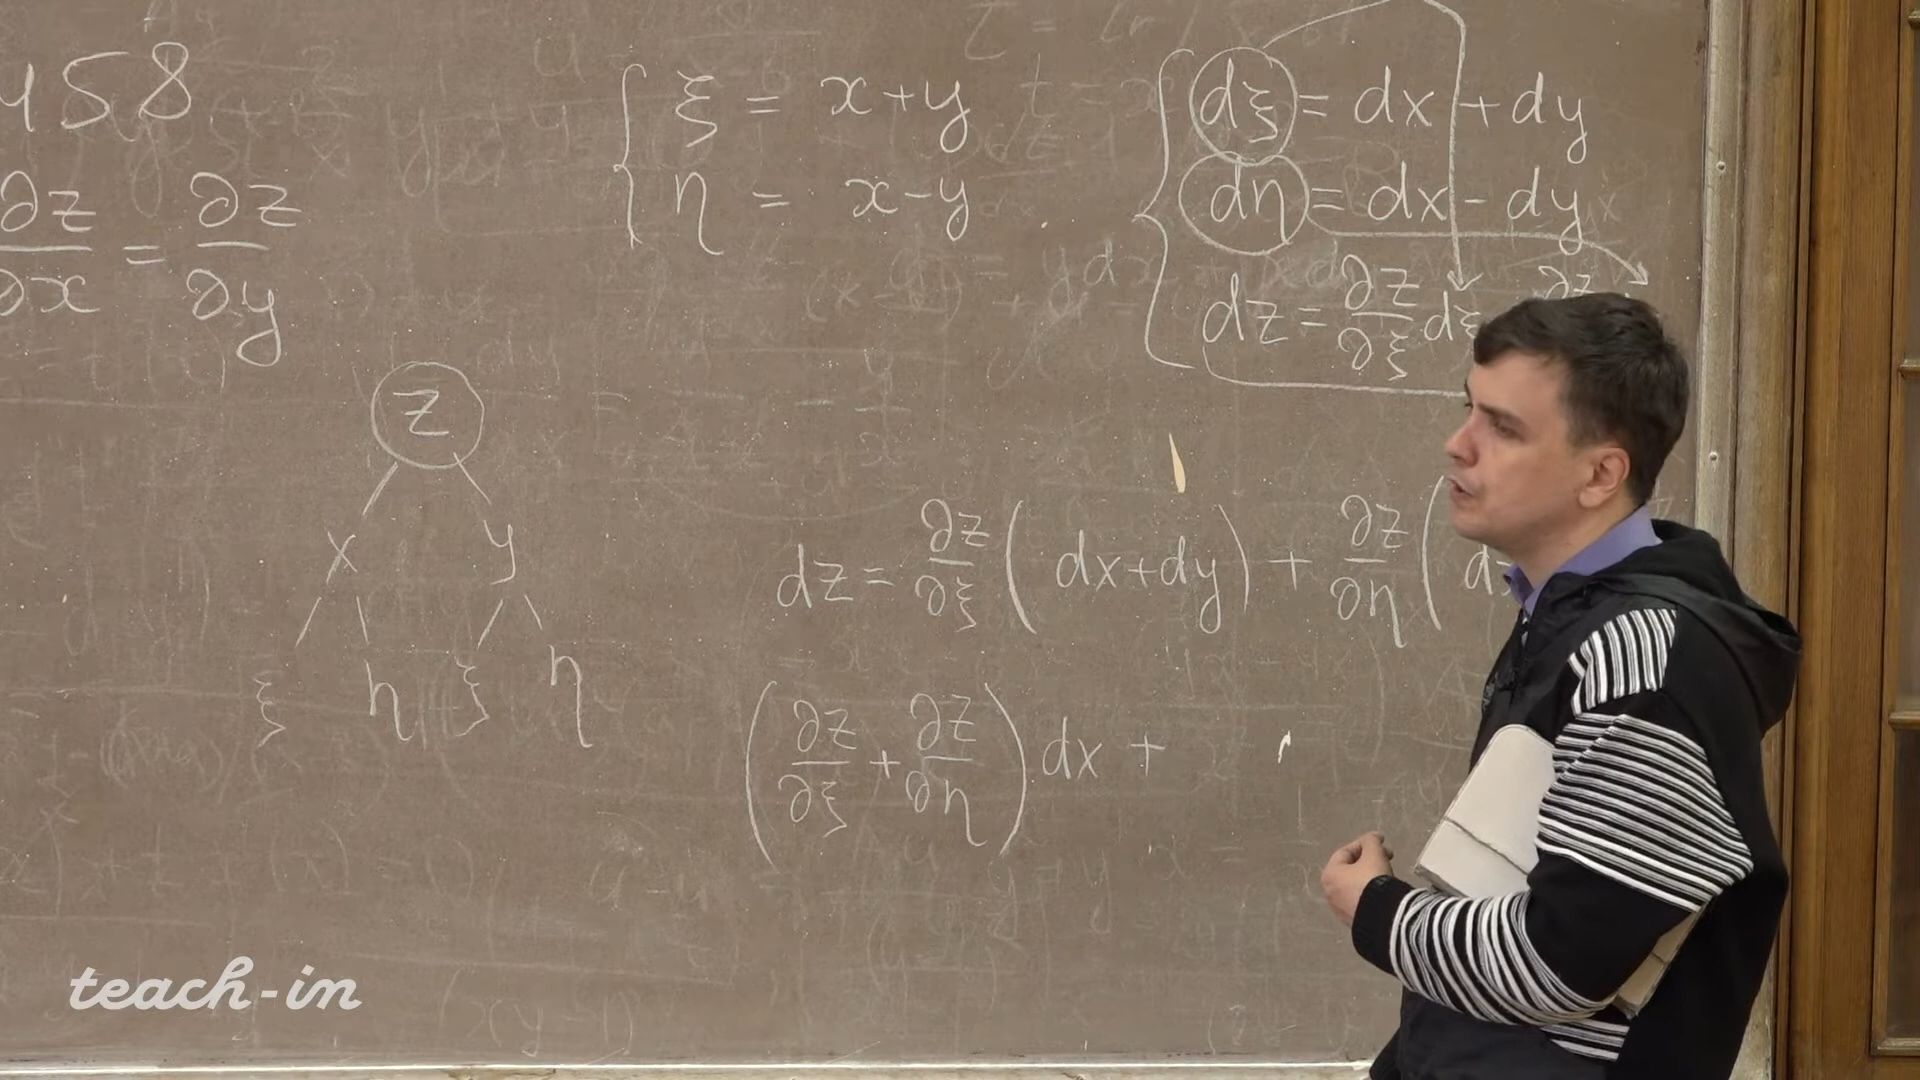 458
∂z/∂x = ∂z/∂y
{ ξ = x+y
η = x-y
{ dξ = dx + dy
dη = dx - dy
dz = ∂z/∂ξ dξ ∂z
z
x y
ξ η ξ η
dz = ∂z/∂ξ ( dx+dy ) + ∂z/∂η ( d
( ∂z/∂ξ + ∂z/∂η ) dx +
teach-in